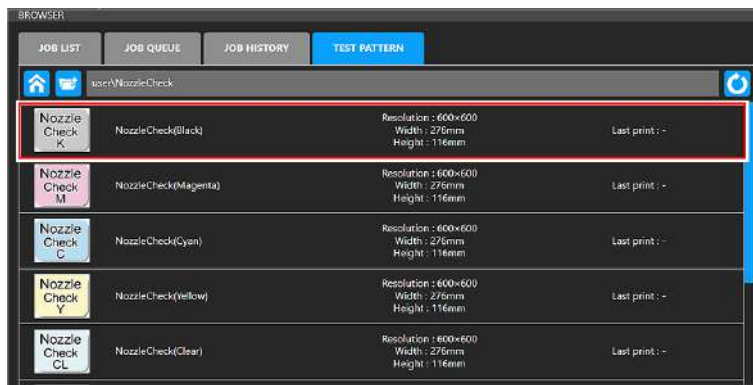 BROWSER
JOB LIST JOB QUEUE JOB HISTORY TEST PATTERN
user\NozzleCheck
Nozzle
Check
K
NozzleCheck(Black)
Resolution : 600×600
Width : 276mm
Height : 116mm
Last print : -
Nozzle
Check
M
NozzleCheck(Magenta)
Resolution : 600×600
Width : 276mm
Height : 116mm
Last print : -
Nozzle
Check
C
NozzleCheck(Cyan)
Resolution : 600×600
Width : 276mm
Height : 116mm
Last print : -
Nozzle
Check
Y
NozzleCheck(Yellow)
Resolution : 600×600
Width : 276mm
Height : 116mm
Last print : -
Nozzle
Check
CL
NozzleCheck(Clear)
Resolution : 600×600
Width : 276mm
Height : 116mm
Last print : -